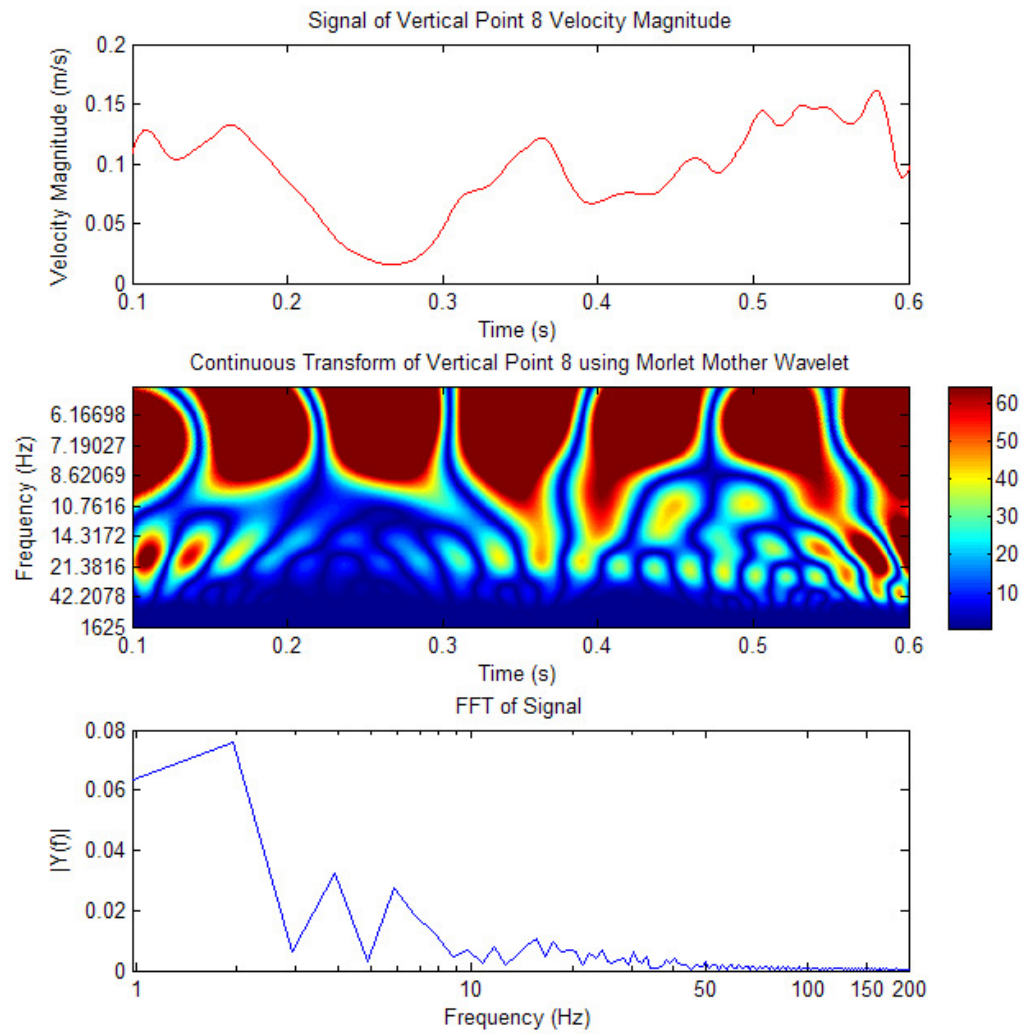 Signal of Vertical Point 8 Velocity Magnitude
0.2
0.15
0.1
0.05
0
Velocity Magnitude (m/s)
0.1 0.2 0.3 0.4 0.5 0.6
Time (s)
Continuous Transform of Vertical Point 8 using Morlet Mother Wavelet
6.16698
7.19027
8.62069
10.7616
14.3172
21.3816
42.2078
1625
Frequency (Hz)
0.1 0.2 0.3 0.4 0.5 0.6
Time (s)
60
50
40
30
20
10
FFT of Signal
0.08
0.06
0.04
0.02
0
|Y(f)|
1 10 50 100 150 200
Frequency (Hz)